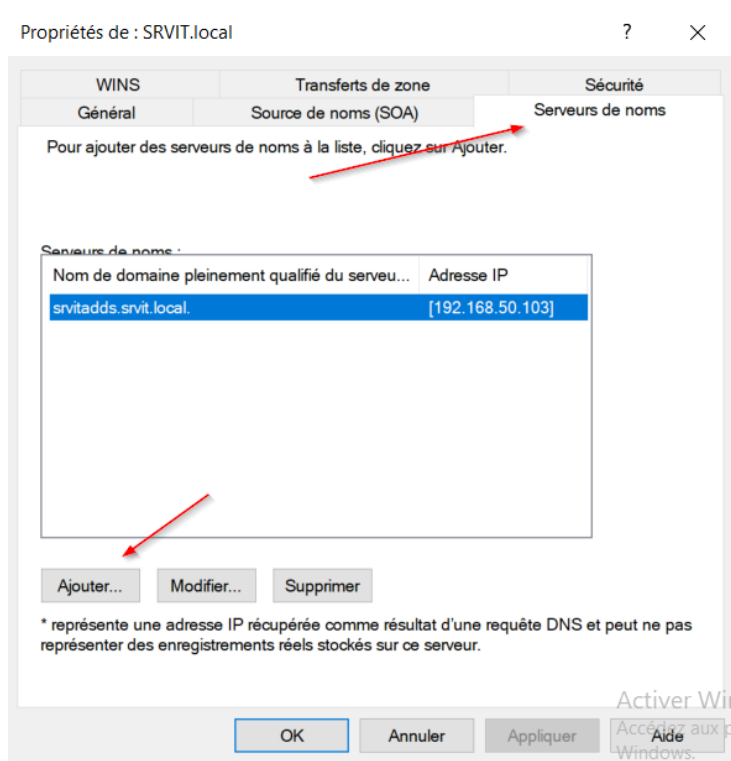 Propriétés de : SRVIT.local ? ×
WINS Transferts de zone Sécurité
Général Source de noms (SOA) Serveurs de noms
Pour ajouter des serveurs de noms à la liste, cliquez sur Ajouter.
Serveurs de noms :
Nom de domaine pleinement qualifié du serveu... Adresse IP
srvitadds.srvit.local. [192.168.50.103]
Ajouter... Modifier... Supprimer
* représente une adresse IP récupérée comme résultat d'une requête DNS et peut ne pas
représenter des enregistrements réels stockés sur ce serveur.
Activer Wi
OK Annuler Appliquer Aide
Accédez aux p
Windows.